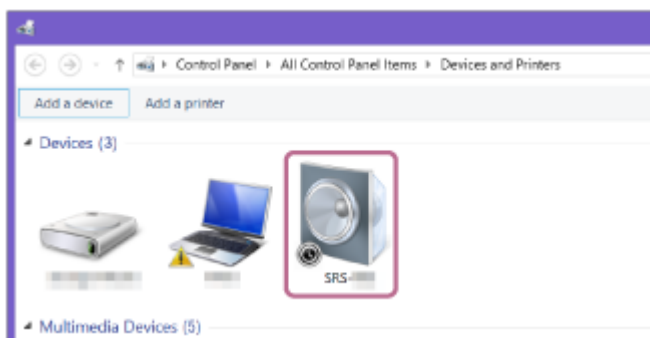 Control Panel ▸ All Control Panel Items ▸ Devices and Printers
Add a device Add a printer
Devices (3)
SRS-
Multimedia Devices (5)